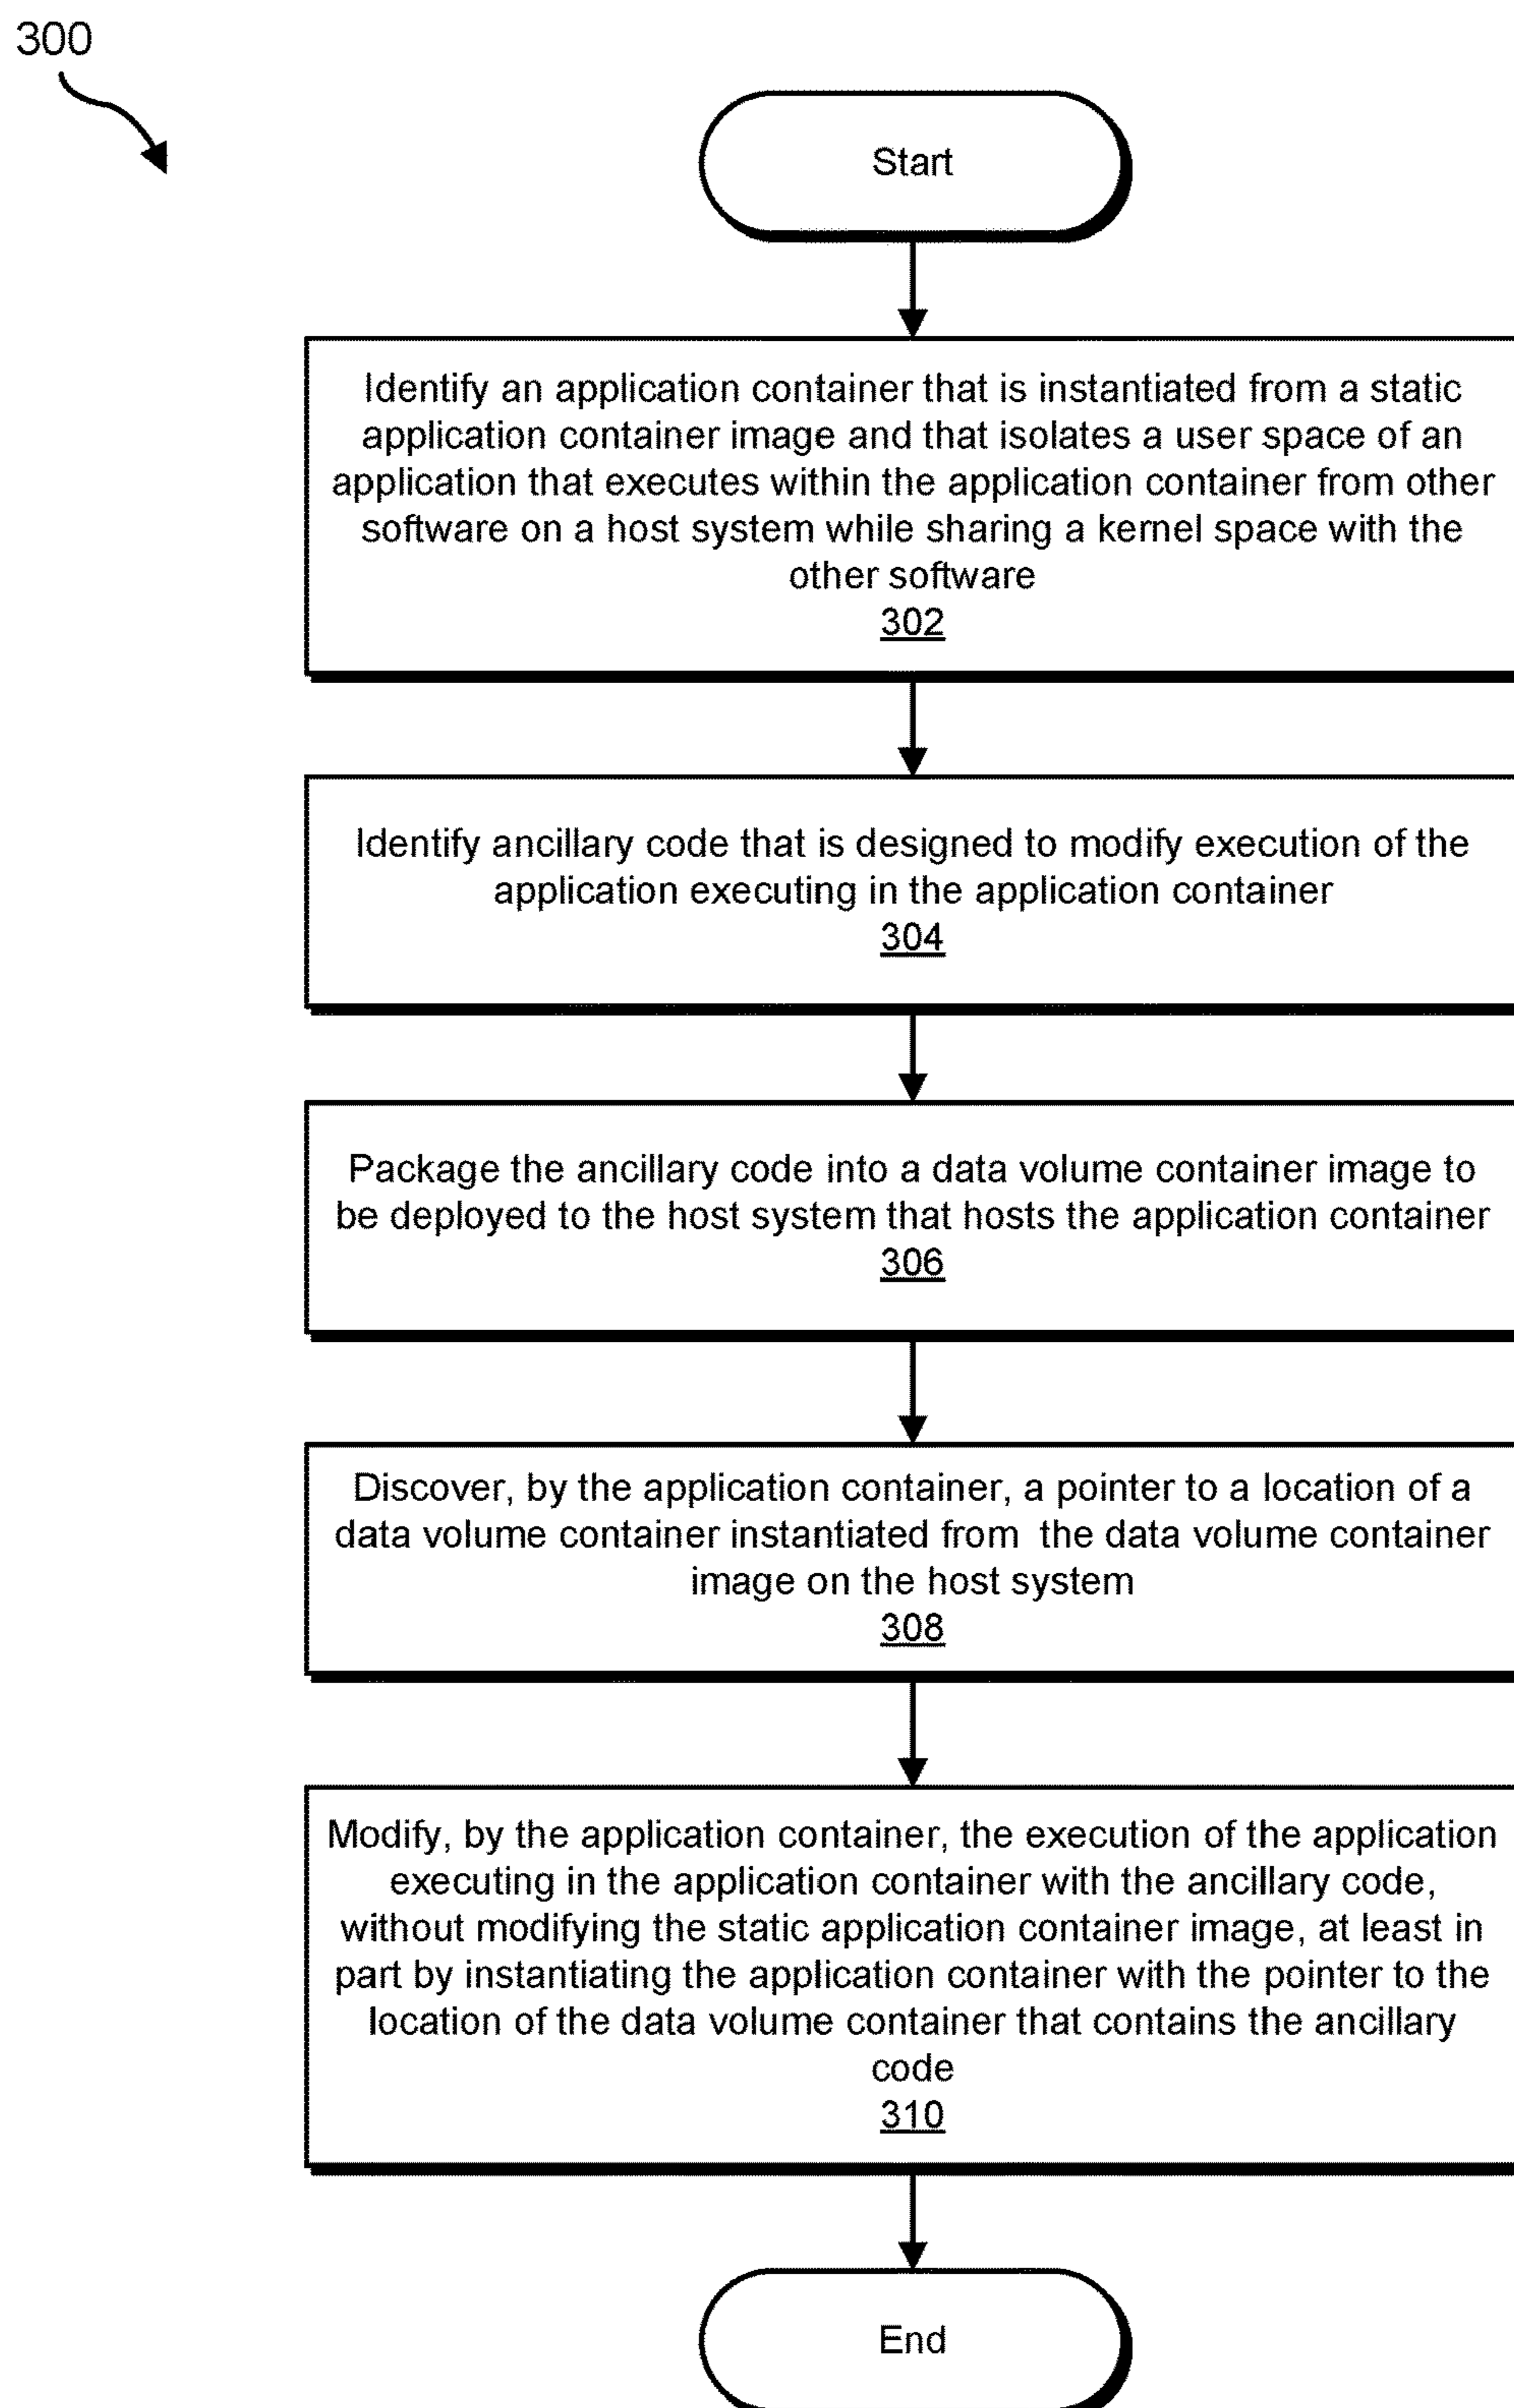 300
Start
Identify an application container that is instantiated from a static
application container image and that isolates a user space of an
application that executes within the application container from other
software on a host system while sharing a kernel space with the
other software
302
Identify ancillary code that is designed to modify execution of the
application executing in the application container
304
Package the ancillary code into a data volume container image to
be deployed to the host system that hosts the application container
306
Discover, by the application container, a pointer to a location of a
data volume container instantiated from the data volume container
image on the host system
308
Modify, by the application container, the execution of the application
executing in the application container with the ancillary code,
without modifying the static application container image, at least in
part by instantiating the application container with the pointer to the
location of the data volume container that contains the ancillary
code
310
End